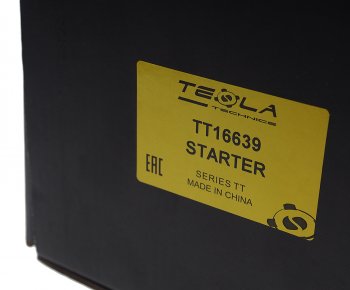 TESLA
TECHNICS
TT16639
STARTER
EAC
SERIES TT
MADE IN CHINA